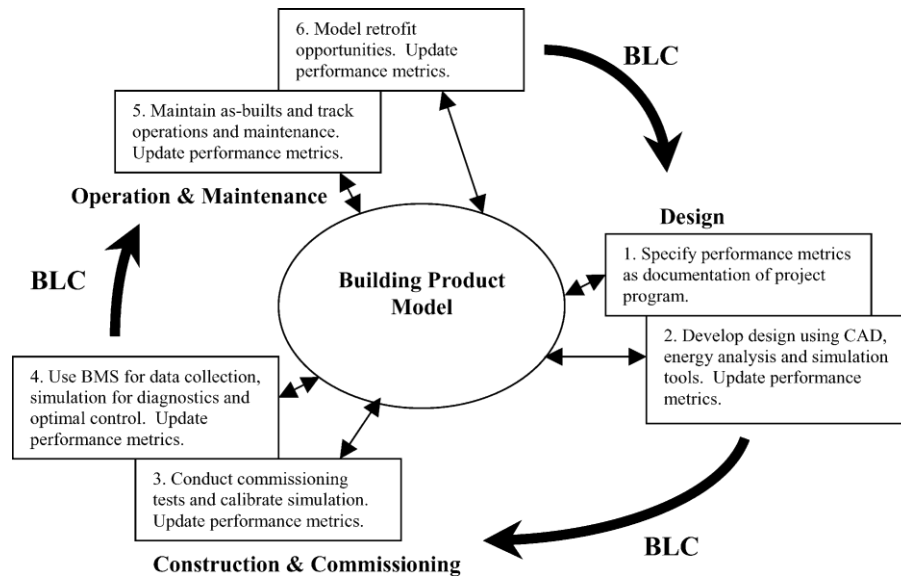 6. Model retrofit
opportunities. Update
performance metrics.
BLC
5. Maintain as-builts and track
operations and maintenance.
Update performance metrics.
Operation & Maintenance
Design
1. Specify performance metrics
as documentation of project
program.
BLC
Building Product
Model
2. Develop design using CAD,
energy analysis and simulation
tools. Update performance
metrics.
4. Use BMS for data collection,
simulation for diagnostics and
optimal control. Update
performance metrics.
3. Conduct commissioning
tests and calibrate simulation.
Update performance metrics.
Construction & Commissioning
BLC